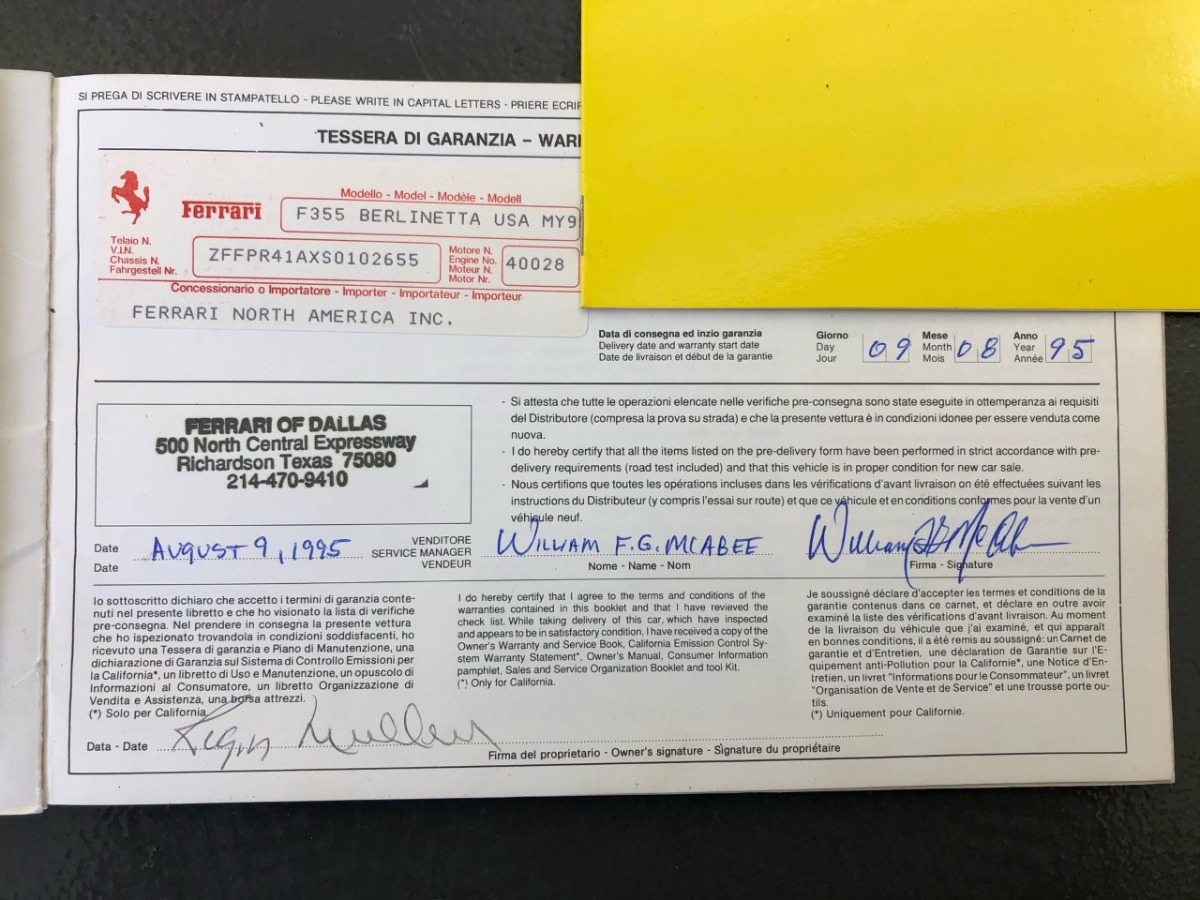 SI PREGA DI SCRIVERE IN STAMPATELLO - PLEASE WRITE IN CAPITAL LETTERS - PRIERE ECRIF
TESSERA DI GARANZIA – WAR
Modello - Model - Modèle - Modell
Ferrari
F355 BERLINETTA USA MY9
Telaio N.
V.I.N.
Chassis N.
Fahrgestell Nr.
ZFFPR41AXS0102655
Motore N.
Engine No.
Moteur N.
Motor Nr.
40028
Concessionario o Importatore - Importer - Importateur - Importeur
FERRARI NORTH AMERICA INC.
Data di consegna ed inzio garanzia
Delivery date and warranty start date
Date de livraison et début de la garantie
Giorno
Day
Jour
09
Mese
Month
Mois
08
Anno
Year
Année
95
FERRARI OF DALLAS
500 North Central Expressway
Richardson Texas 75080
214-470-9410
- Si attesta che tutte le operazioni elencate nelle verifiche pre-consegna sono state eseguite in ottemperanza ai requisiti
del Distributore (compresa la prova su strada) e che la presente vettura è in condizioni idonee per essere venduta come
nuova.
- I do hereby certify that all the items listed on the pre-delivery form have been performed in strict accordance with pre-
delivery requirements (road test included) and that this vehicle is in proper condition for new car sale.
- Nous certifions que toutes les opérations incluses dans les vérifications d'avant livraison on été effectuées suivant les
instructions du Distributeur (y compris l'essai sur route) et que ce véhicule et en conditions conformes pour la vente d'un
véhicule neuf.
Date
Date
AUGUST 9, 1995
VENDITORE
SERVICE MANAGER
VENDEUR
WILLIAM F.G. MCABEE
Nome - Name - Nom
Firma - Signature
Io sottoscritto dichiaro che accetto i termini di garanzia conte-
nuti nel presente libretto e che ho visionato la lista di verifiche
pre-consegna. Nel prendere in consegna la presente vettura
che ho ispezionato trovandola in condizioni soddisfacenti, ho
ricevuto una Tessera di garanzia e Piano di Manutenzione, una
dichiarazione di Garanzia sul Sistema di Controllo Emissioni per
la California*, un libretto di Uso e Manutenzione, un opuscolo di
Informazioni al Consumatore, un libretto Organizzazione di
Vendita e Assistenza, una borsa attrezzi.
(*) Solo per California.
I do hereby certify that I agree to the terms and conditions of the
warranties contained in this booklet and that I have revieved the
check list. While taking delivery of this car, which have inspected
and appears to be in satisfactory condition, I have received a copy of the
Owner's Warranty and Service Book, California Emission Control Sy-
stem Warranty Statement*, Owner's Manual, Consumer Information
pamphlet, Sales and Service Organization Booklet and tool Kit.
(*) Only for California.
Je soussigné déclare d'accepter les termes et conditions de la
garantie contenus dans ce carnet, et déclare en outre avoir
examiné la liste des vérifications d'avant livraison. Au moment
de la livraison du véhicule que j'ai examiné, et qui apparaît
en bonnes conditions, il a été remis au soussigné: un Carnet de
garantie et d'Entretien, une déclaration de Garantie sur l'E-
quipement anti-Pollution pour la Californie*, une Notice d'En-
tretien, un livret "Informations pour le Consommateur", un livret
"Organisation de Vente et de Service" et une trousse porte ou-
tils.
(*) Uniquement pour Californie.
Data - Date
Firma del proprietario - Owner's signature - Signature du propriétaire